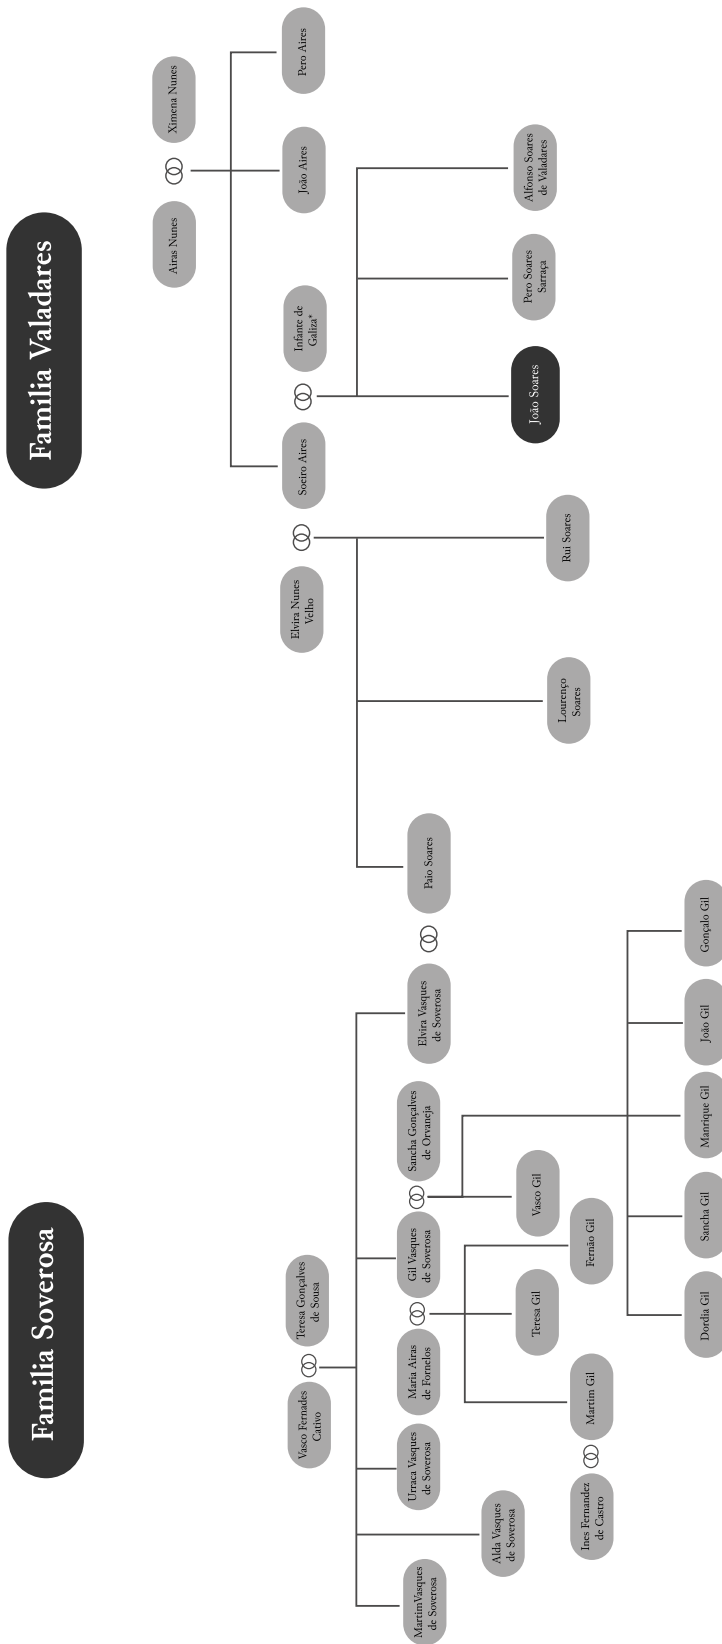 Familia Soverosa
Familia Valadares
Airas Nunes
Ximena Nunes
Vasco Fernades
Cativo
Teresa Gonçalves
de Sousa
Elvira Nunes
Velho
Soeiro Aires
Infante de
Galiza*
João Aires
Pero Aires
MartimVasques
de Soverosa
Urraca Vasques
de Soverosa
Maria Airas
de Fornelos
Gil Vasques
de Soverosa
Sancha Gonçalves
de Orvaneja
Elvira Vasques
de Soverosa
Paio Soares
Alda Vasques
de Soverosa
Teresa Gil
Vasco Gil
João Soares
Pero Soares
Sarraça
Alfonso Soares
de Valadares
Ines Fernandez
de Castro
Martim Gil
Fernão Gil
Lourenço
Soares
Rui Soares
Dordia Gil
Sancha Gil
Manrique Gil
João Gil
Gonçalo Gil